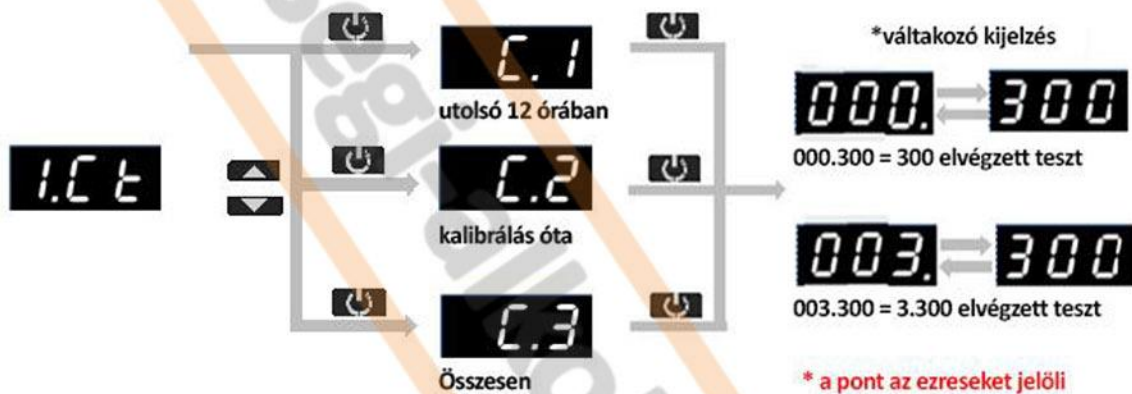 *váltakozó kijelzés
C.1
utolsó 12 órában
000. 300
000.300 = 300 elvégzett teszt
1.Ct
C.2
kalibrálás óta
003. 300
003.300 = 3.300 elvégzett teszt
C.3
Összesen
* a pont az ezreseket jelöli